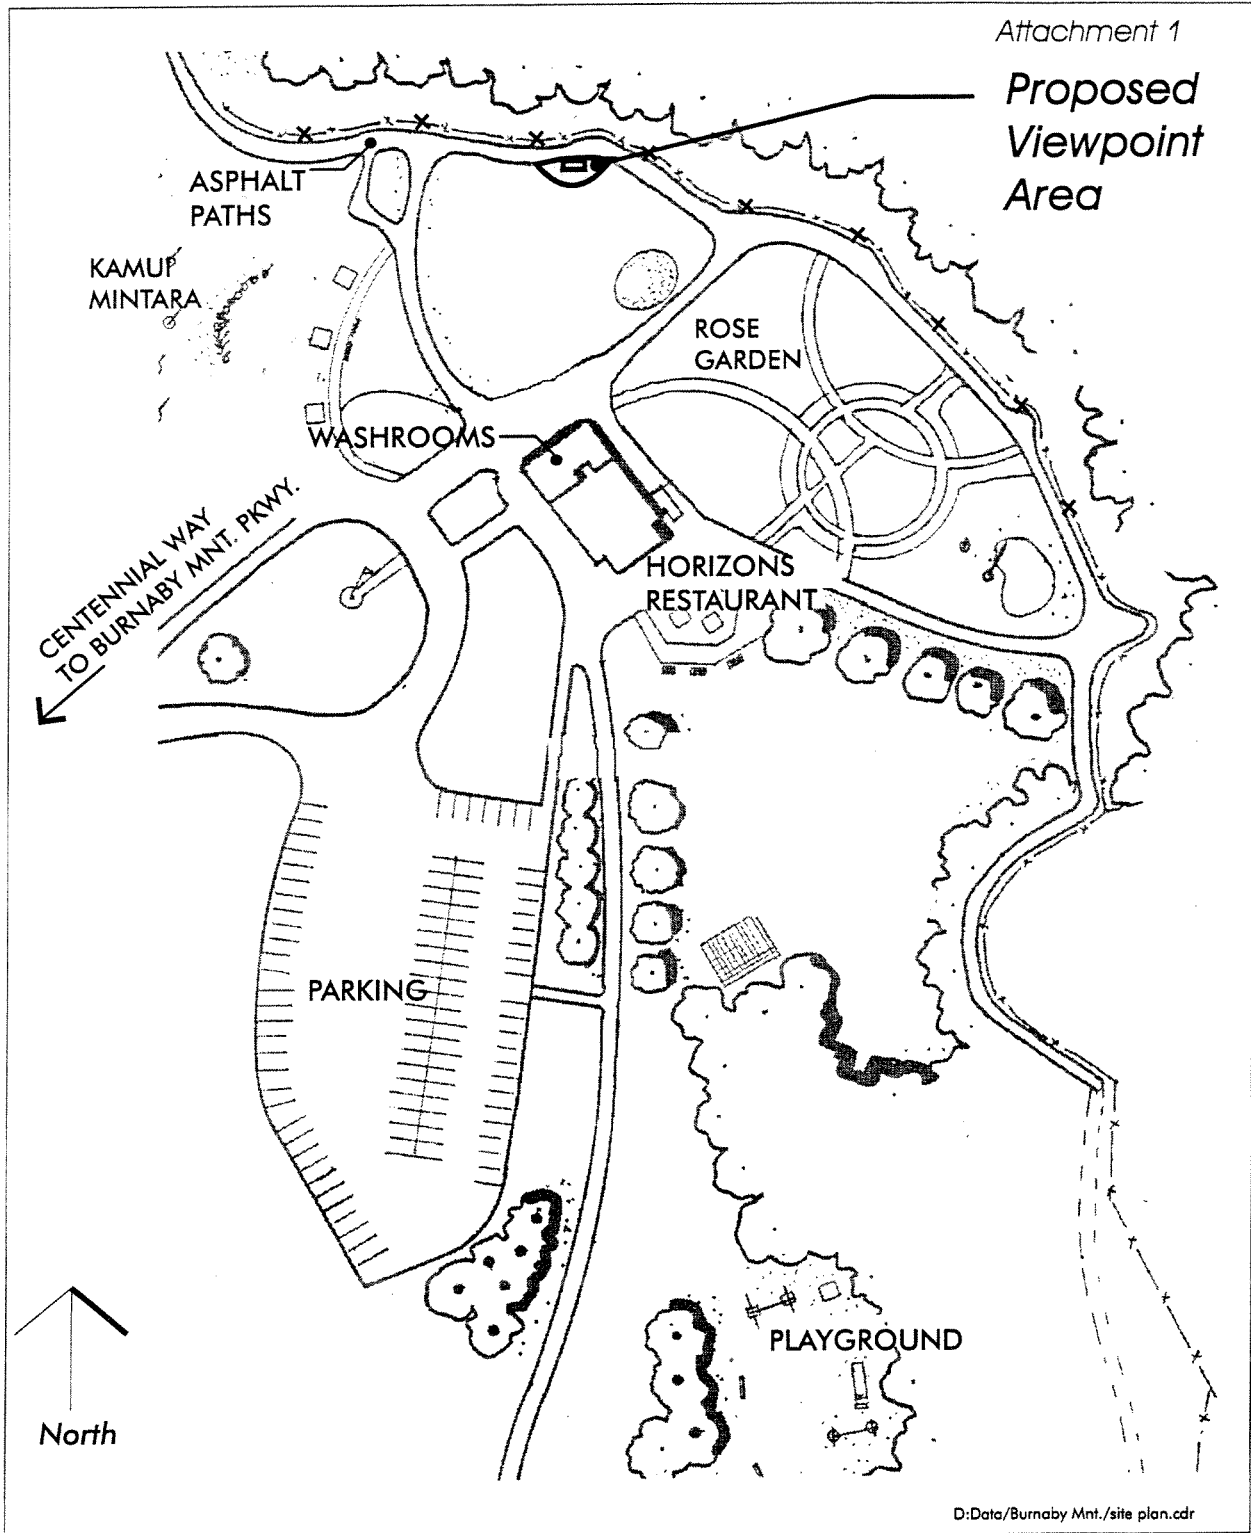 Attachment 1
Proposed
Viewpoint
Area
ASPHALT
PATHS
KAMUI
MINTARA
ROSE
GARDEN
WASHROOMS
CENTENNIAL WAY
TO BURNABY MNT. PKWY.
HORIZONS
RESTAURANT
PARKING
PLAYGROUND
North
D:Data/Burnaby Mnt./site plan.cdr